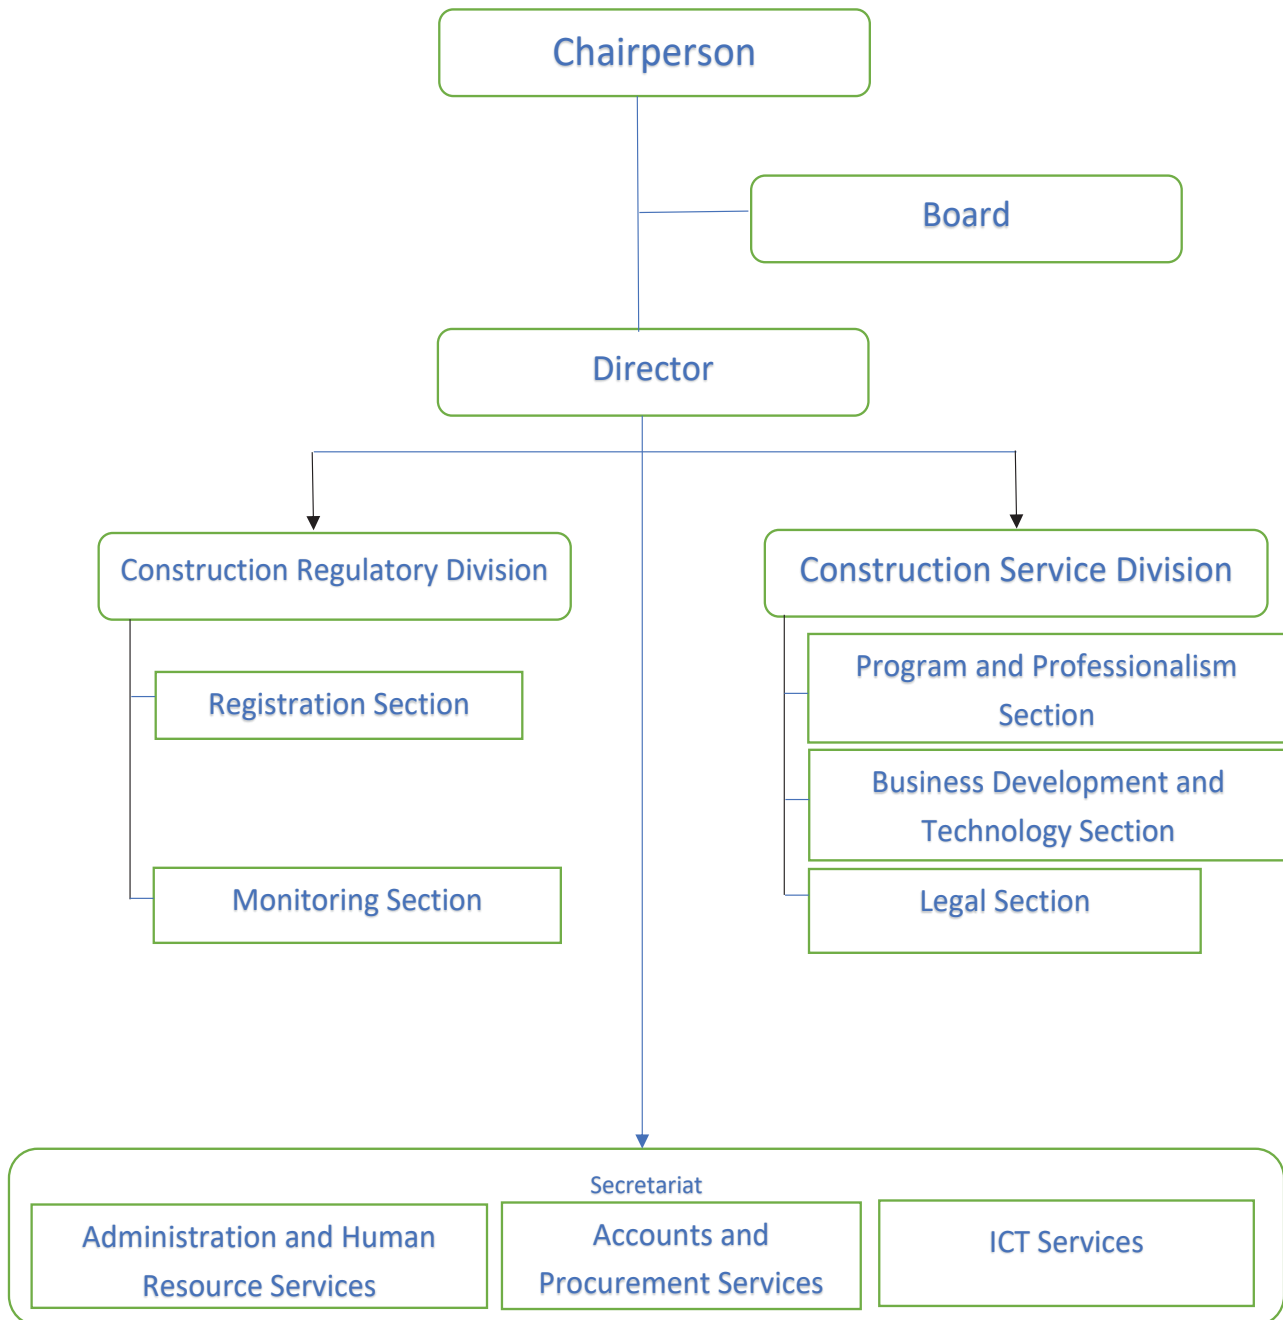 Chairperson
Board
Director
Construction Regulatory Division
Registration Section
Monitoring Section
Construction Service Division
Program and Professionalism
Section
Business Development and
Technology Section
Legal Section
Secretariat
Administration and Human
Resource Services
Accounts and
Procurement Services
ICT Services